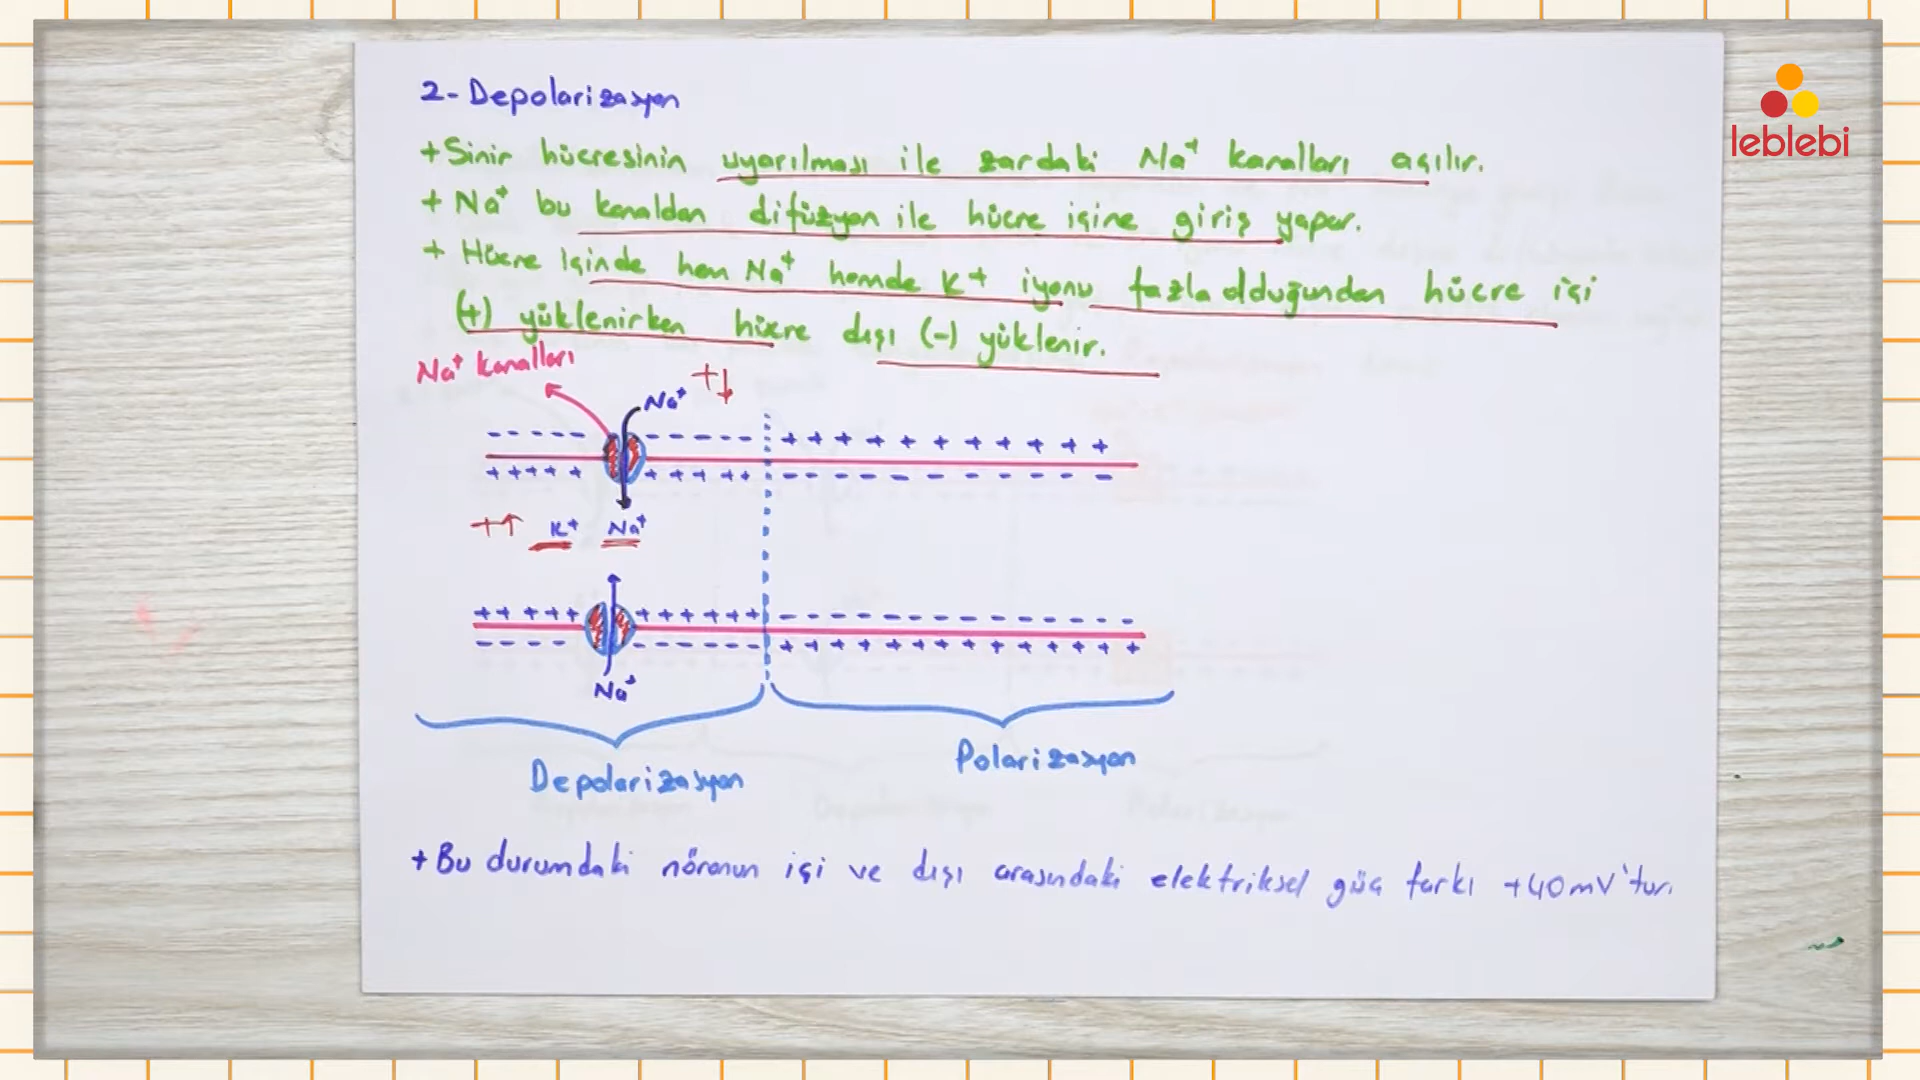 2- Depolarizasyon
leblebi
+ Sinir hücresinin uyarılması ile zardaki Na⁺ kanalları açılır.
+ Na⁺ bu kanaldan difüzyon ile hücre içine giriş yapar.
+ Hücre içinde hem Na⁺ hemde K⁺ iyonu fazla olduğundan hücre içi
(+) yüklenirken hücre dışı (-) yüklenir.
Na⁺ kanalları
Na⁺ +↓
- - - - - - - - - - + + + + + + + + + + +
+ + + + + + + + + + - - - - - - - - - -
+↑ K⁺ Na⁺
+ + + + + + + + + + + - - - - - - - - - - - - - -
- - - - - - - - - - + + + + + + + + + + + + + +
Na⁺
Depolarizasyon Polarizasyon
+ Bu durumdaki nöronun içi ve dışı arasındaki elektriksel güç farkı +40mV'tur.